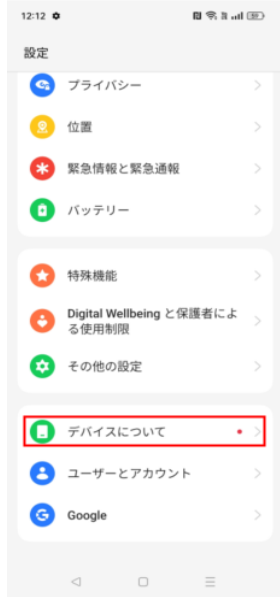 12:12
設定
プライバシー
位置
緊急情報と緊急通報
バッテリー
特殊機能
Digital Wellbeing と保護者によ
る使用制限
その他の設定
デバイスについて
ユーザーとアカウント
Google